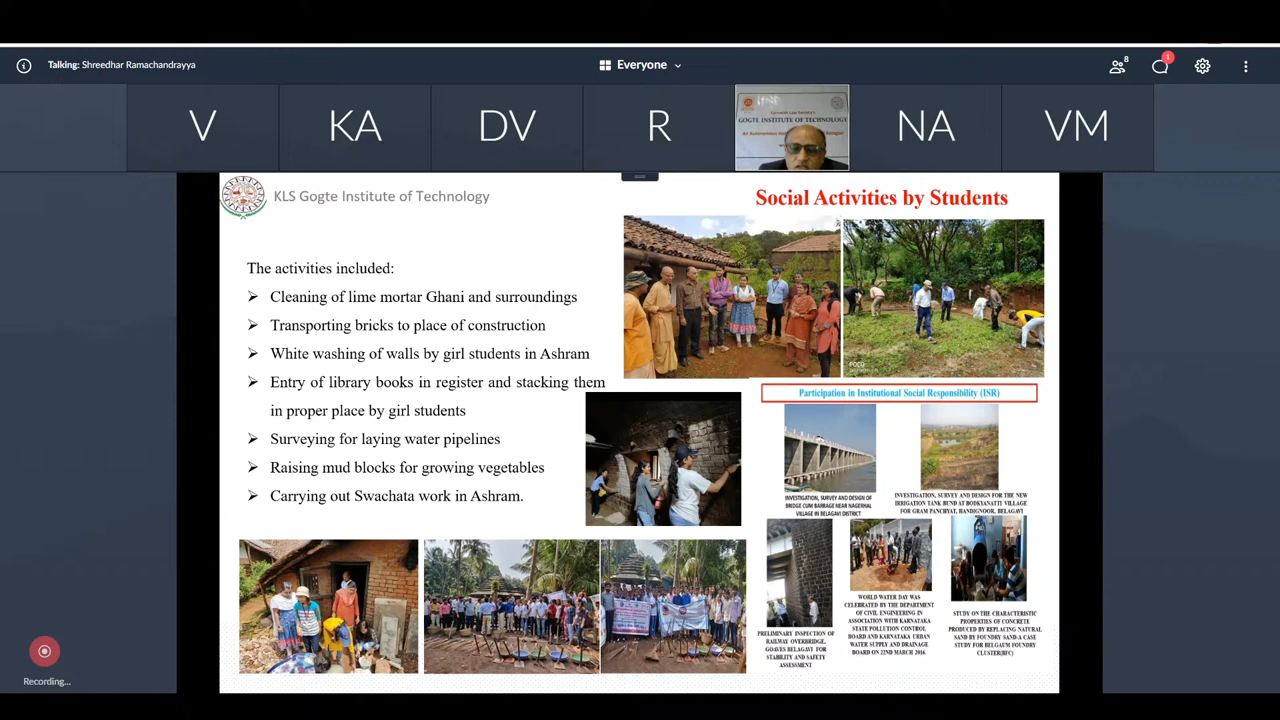 Talking: Shreedhar Ramachandrayya
Everyone
8
1
V
KA
DV
R
GOGTE INSTITUTE OF TECHNOLOGY
NA
VM
KLS Gogte Institute of Technology
Social Activities by Students
The activities included:
Cleaning of lime mortar Ghani and surroundings
Transporting bricks to place of construction
White washing of walls by girl students in Ashram
Entry of library books in register and stacking them
in proper place by girl students
Surveying for laying water pipelines
Raising mud blocks for growing vegetables
Carrying out Swachata work in Ashram.
POCO
Participation in Institutional Social Responsibility (ISR)
INVESTIGATION, SURVEY AND DESIGN OF
BRIDGE CUM BARRAGE NEAR NAGERHAL
VILLAGE IN BELAGAVI DISTRICT
INVESTIGATION, SURVEY AND DESIGN FOR THE NEW
IRRIGATION TANK BUND AT BODKYANATTI VILLAGE
FOR GRAM PANCHYAT, HANDIGNOOR, BELAGAVI
PRELIMINARY INSPECTION OF
RAILWAY OVERBRIDGE,
GOAVES BELAGAVI FOR
STABILITY AND SAFETY
ASSESSMENT
WORLD WATER DAY WAS
CELEBRATED BY THE DEPARTMENT
OF CIVIL ENGINEERING IN
ASSOCIATION WITH KARNATAKA
STATE POLLUTION CONTROL
BOARD AND KARNATAKA URBAN
WATER SUPPLY AND DRAINAGE
BOARD ON 22ND MARCH 2016.
STUDY ON THE CHARACTERISTIC
PROPERTIES OF CONCRETE
PRODUCED BY REPLACING NATURAL
SAND BY FOUNDRY SAND-A CASE
STUDY FOR BELGAUM FOUNDRY
CLUSTER(BFC)
Recording...